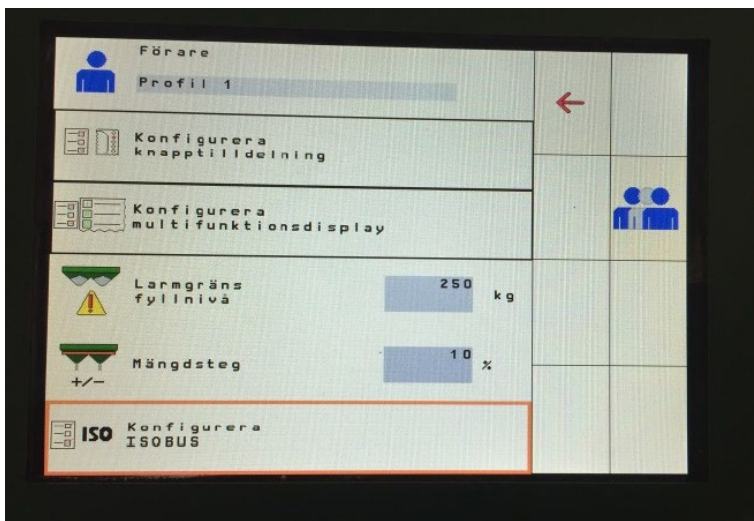 Förare
Profil 1
Konfigurera
knapptilldelning
Konfigurera
multifunktionsdisplay
Larmgräns
fyllnivå
250 kg
Mängdsteg
10 %
+/-
ISO Konfigurera
ISOBUS